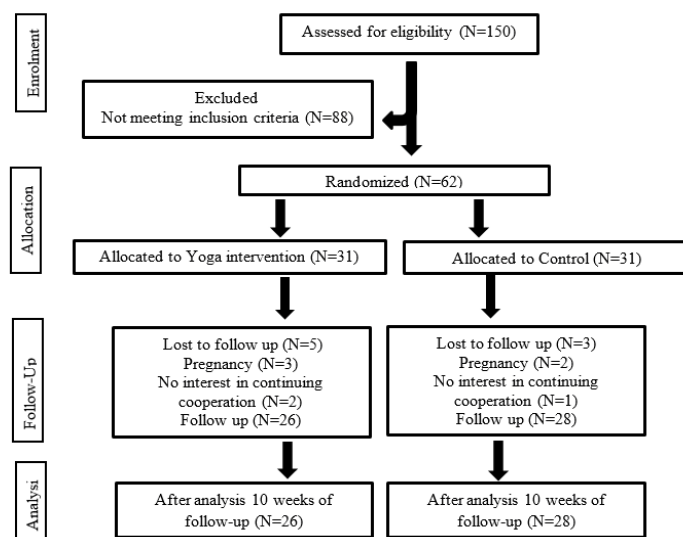 Enrolment
Assessed for eligibility (N=150)
Excluded
Not meeting inclusion criteria (N=88)
Allocation
Randomized (N=62)
Allocated to Yoga intervention (N=31)
Allocated to Control (N=31)
Follow-Up
Lost to follow up (N=5)
Pregnancy (N=3)
No interest in continuing
cooperation (N=2)
Follow up (N=26)
Lost to follow up (N=3)
Pregnancy (N=2)
No interest in continuing
cooperation (N=1)
Follow up (N=28)
Analysi
After analysis 10 weeks of
follow-up (N=26)
After analysis 10 weeks of
follow-up (N=28)